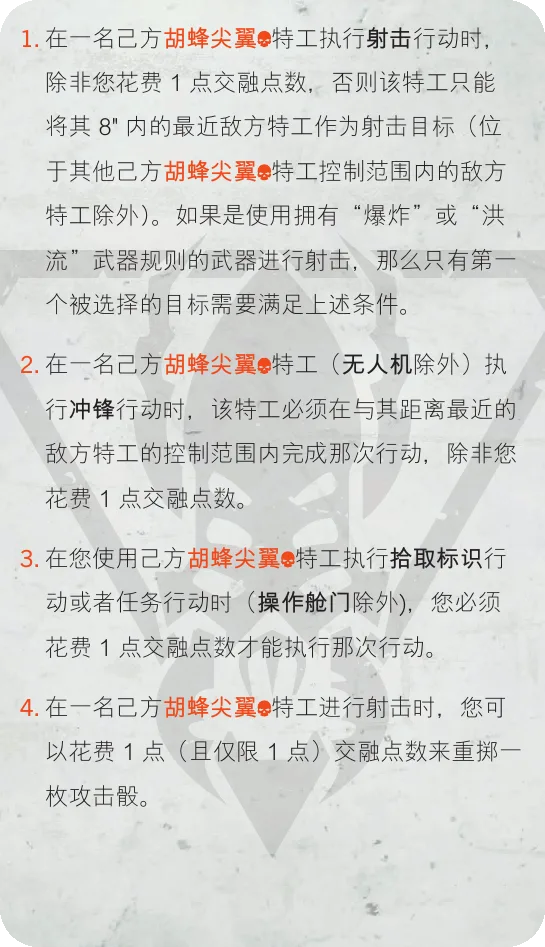 1. 在一名己方胡蜂尖翼💀特工执行射击行动时，
除非您花费 1 点交融点数，否则该特工只能
将其 8" 内的最近敌方特工作为射击目标（位
于其他己方胡蜂尖翼💀特工控制范围内的敌方
特工除外）。如果是使用拥有“爆炸”或“洪
流”武器规则的武器进行射击，那么只有第一
个被选择的目标需要满足上述条件。
2. 在一名己方胡蜂尖翼💀特工（无人机除外）执
行冲锋行动时，该特工必须在与其距离最近的
敌方特工的控制范围内完成那次行动，除非您
花费 1 点交融点数。
3. 在您使用己方胡蜂尖翼💀特工执行拾取标识行
动或者任务行动时（操作舱门除外)，您必须
花费 1 点交融点数才能执行那次行动。
4. 在一名己方胡蜂尖翼💀特工进行射击时，您可
以花费 1 点（且仅限 1 点）交融点数来重掷一
枚攻击骰。